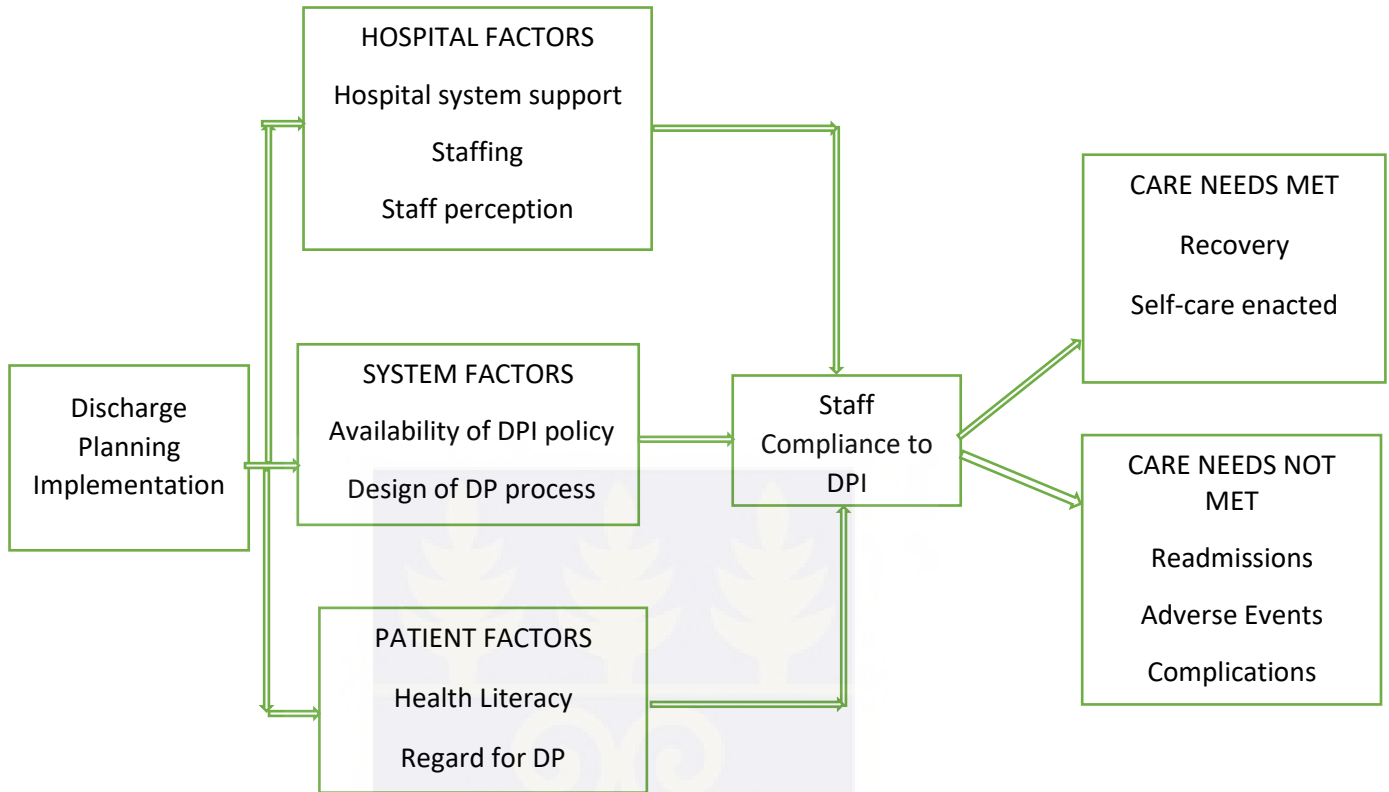 HOSPITAL FACTORS
Hospital system support
Staffing
Staff perception
CARE NEEDS MET
Recovery
Self-care enacted
Discharge
Planning
Implementation
SYSTEM FACTORS
Availability of DPI policy
Design of DP process
Staff
Compliance to
DPI
CARE NEEDS NOT
MET
Readmissions
Adverse Events
Complications
PATIENT FACTORS
Health Literacy
Regard for DP